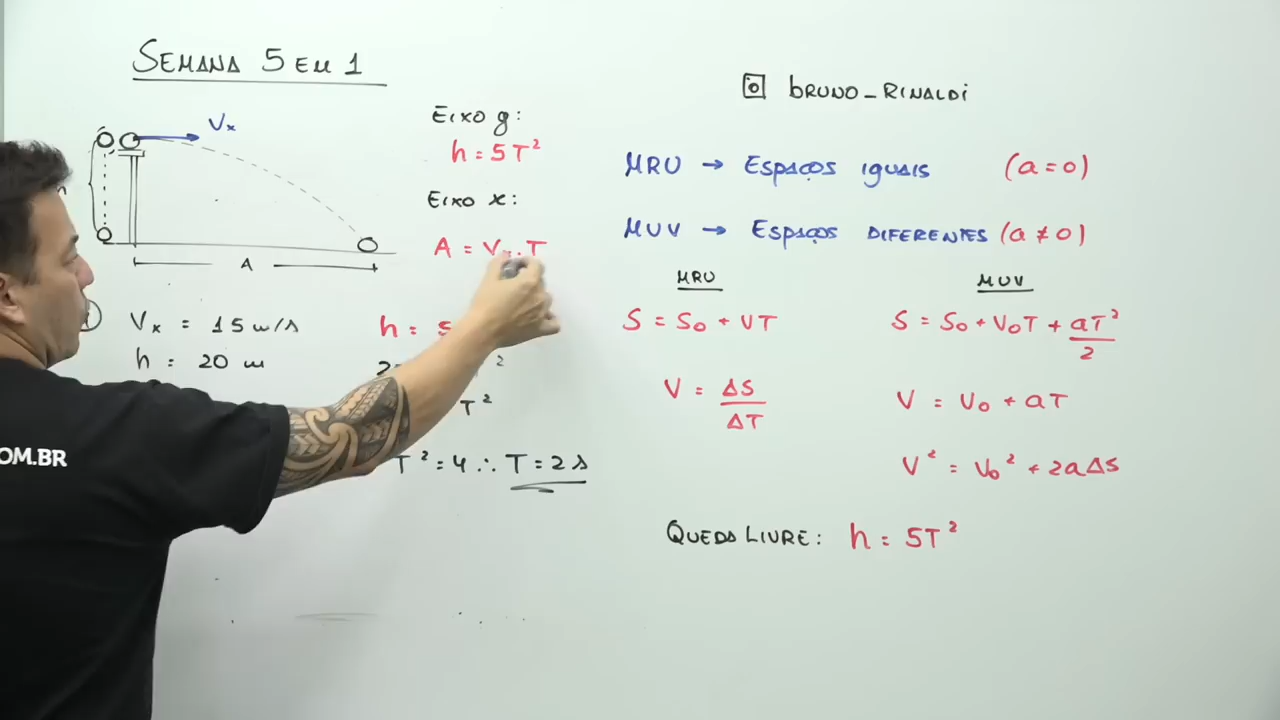 SEMANA 5 EM 1
Vx
A
Eixo y:
h = 5T²
Eixo x:
A = Vx.T
Vx = 15 m/s
h = 20 m
h =
T²
T² = 4 ∴ T = 2 s
bruno_RINALDi
MRU → Espaços iguais (a = 0)
MUV → Espaços DIFERENTES (a ≠ 0)
MRU
S = S₀ + VT
V = ΔS/ΔT
MUV
S = S₀ + V₀T + aT²/2
V = V₀ + aT
V² = V₀² + 2aΔS
QUEDA LIVRE: h = 5T²
OM.BR